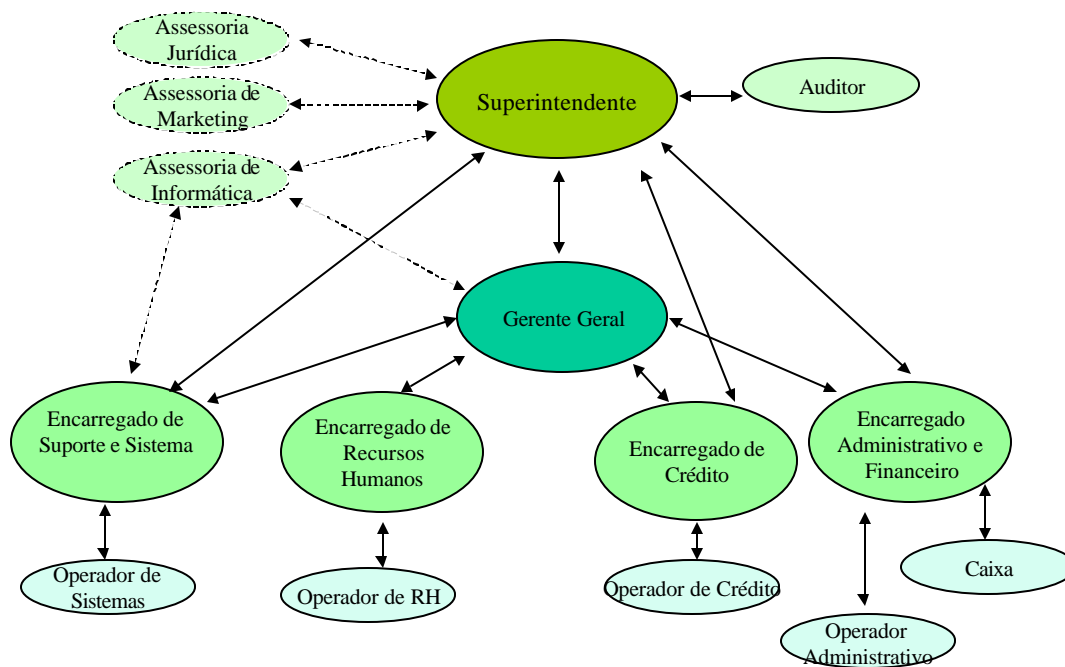 Assessoria
Jurídica
Superintendente
Auditor
Assessoria de
Marketing
Assessoria de
Informática
Gerente Geral
Encarregado de
Suporte e Sistema
Encarregado de
Recursos
Humanos
Encarregado de
Crédito
Encarregado
Administrativo e
Financeiro
Operador de
Sistemas
Operador de RH
Operador de Crédito
Caixa
Operador
Administrativo